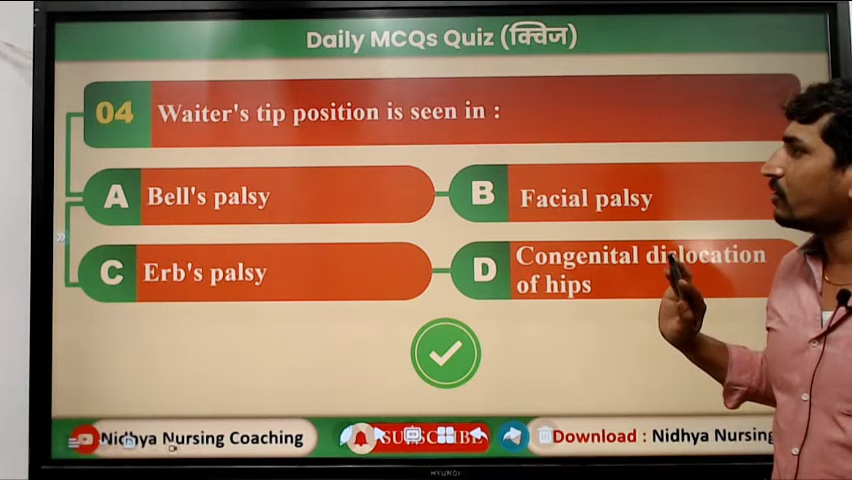 Daily MCQs Quiz (क्विज)
04 Waiter's tip position is seen in :
A Bell's palsy
B Facial palsy
C Erb's palsy
D Congenital dislocation
of hips
Nidhya Nursing Coaching
SUBSCRIBE
Download : Nidhya Nursing
HYUNDAI